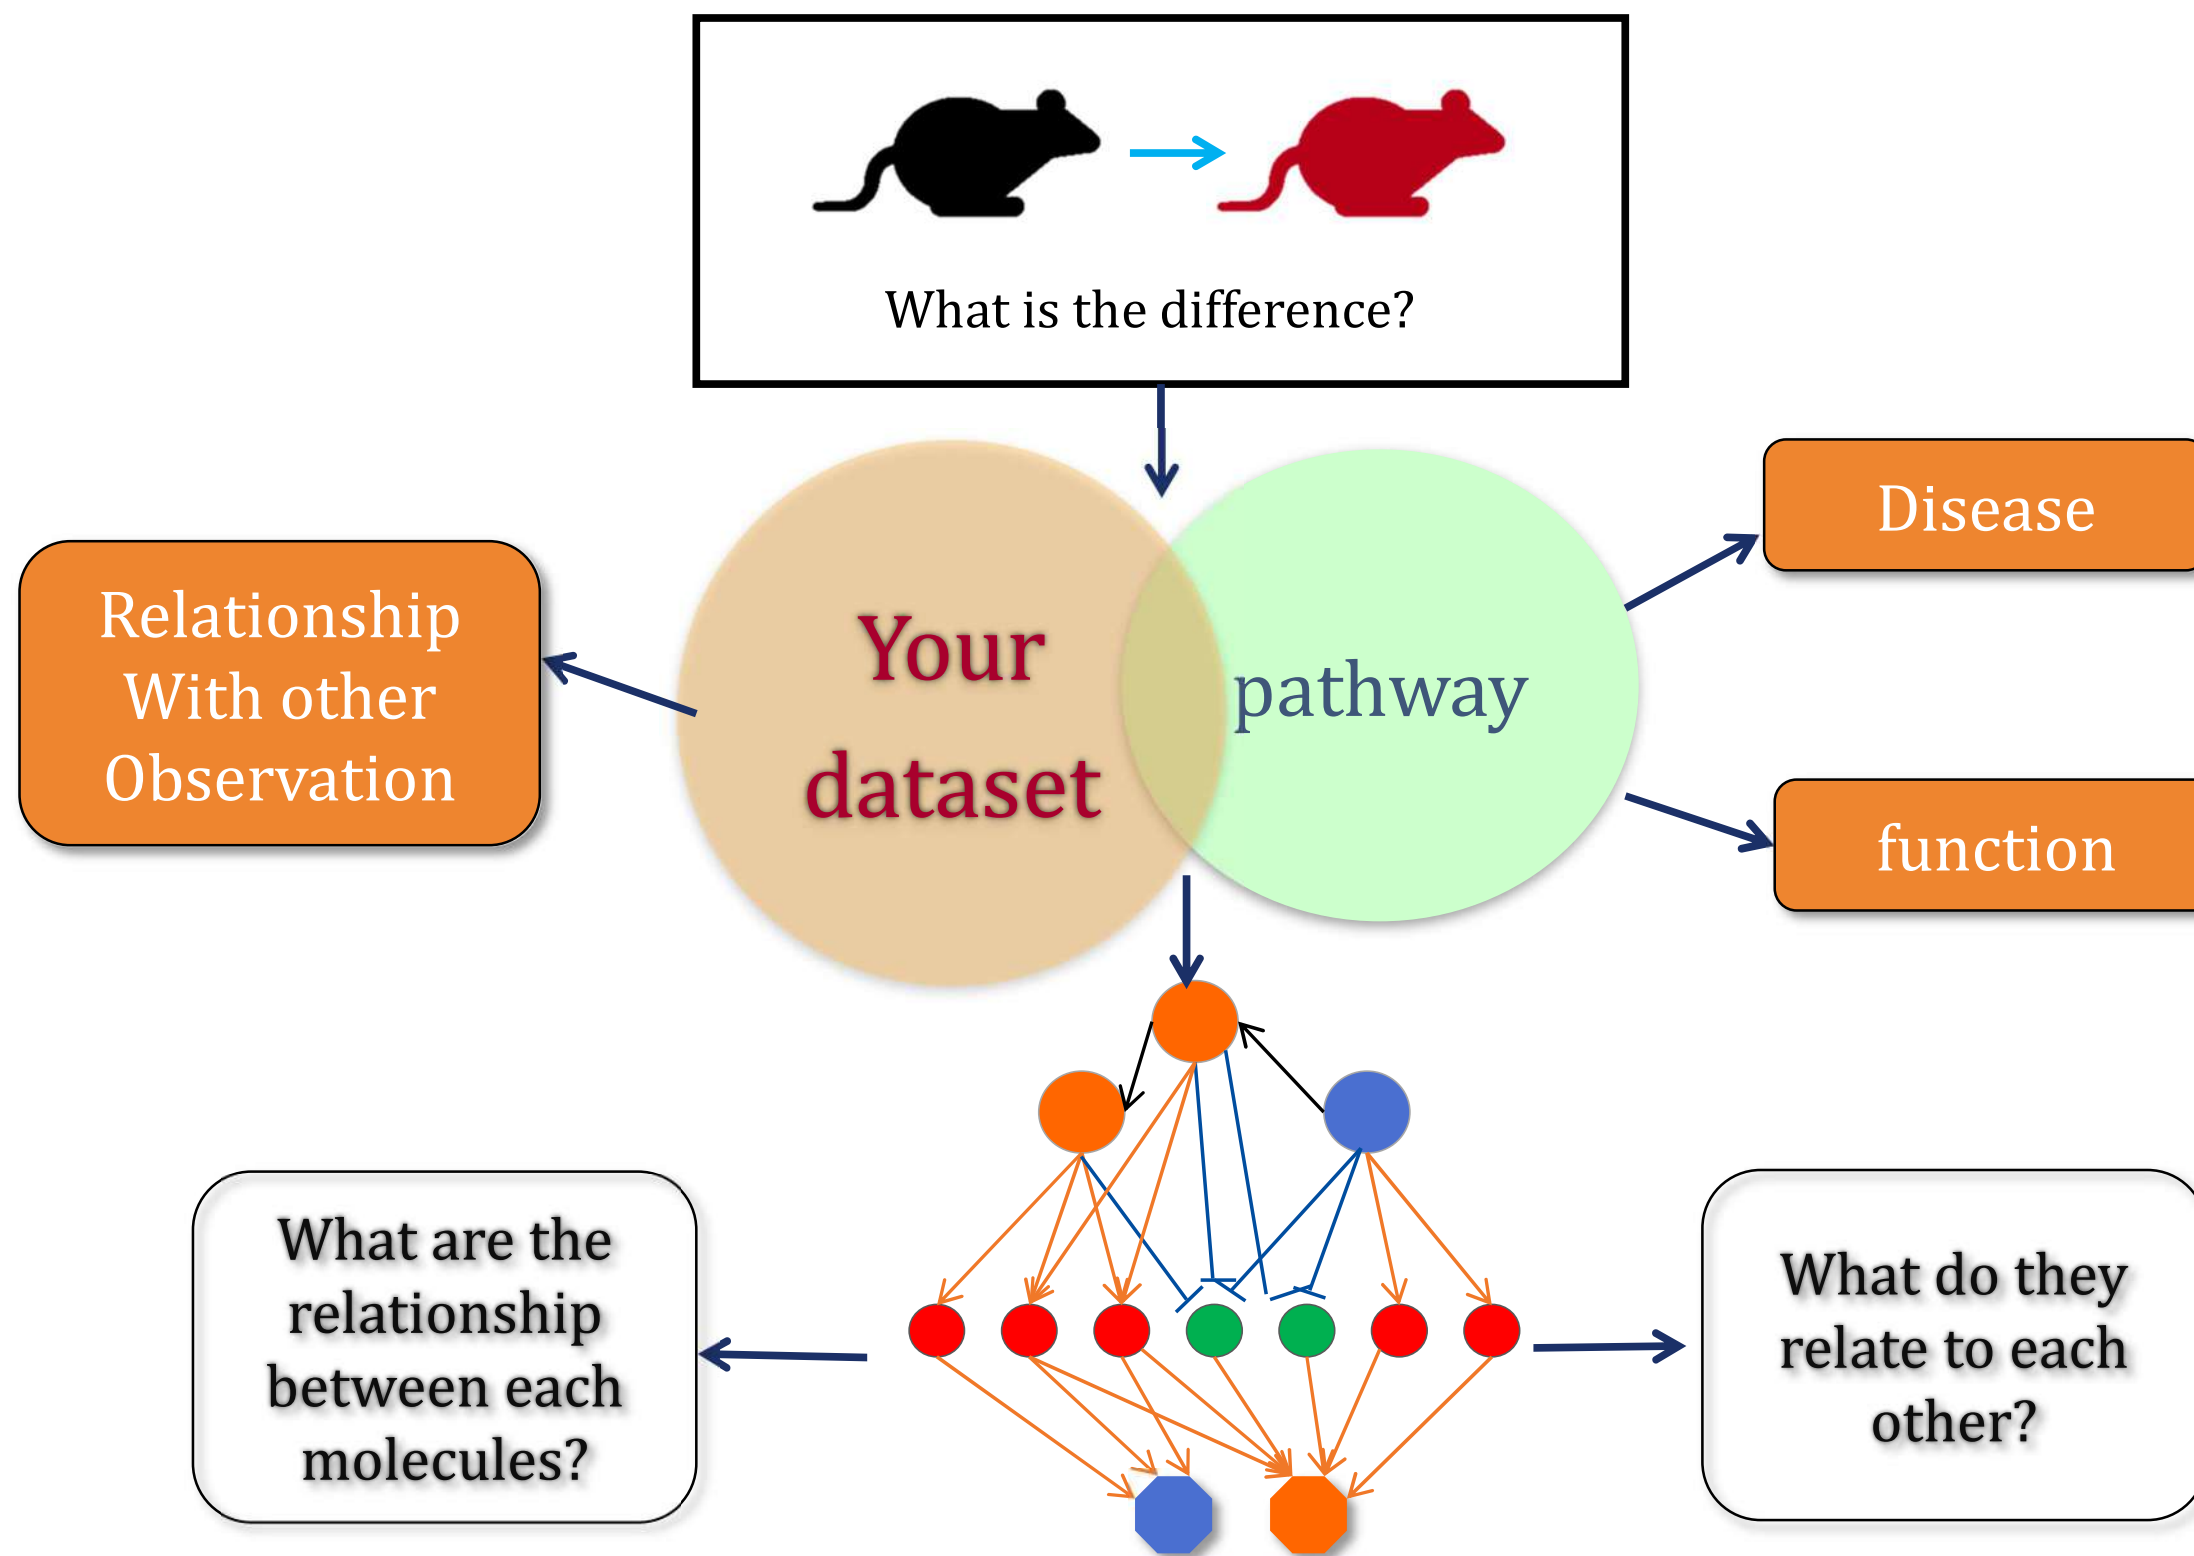 What is the difference?
Disease
Relationship
With other
Observation
Your
dataset
pathway
function
What are the
relationship
between each
molecules?
What do they
relate to each
other?